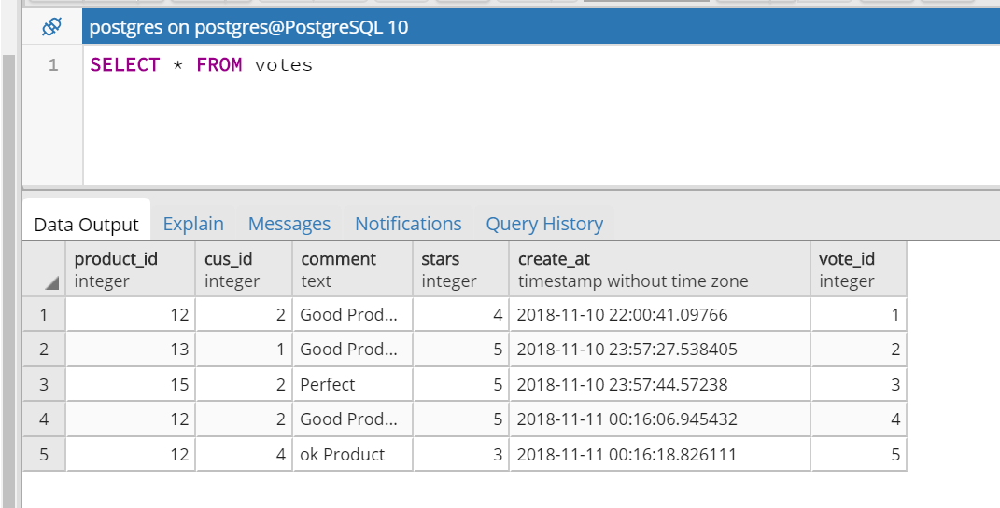 postgres on postgres@PostgreSQL 10
1 SELECT * FROM votes
Data Output Explain Messages Notifications Query History
product_id cus_id comment stars create_at vote_id
integer integer text integer timestamp without time zone integer
1 12 2 Good Prod... 4 2018-11-10 22:00:41.09766 1
2 13 1 Good Prod... 5 2018-11-10 23:57:27.538405 2
3 15 2 Perfect 5 2018-11-10 23:57:44.57238 3
4 12 2 Good Prod... 5 2018-11-11 00:16:06.945432 4
5 12 4 ok Product 3 2018-11-11 00:16:18.826111 5